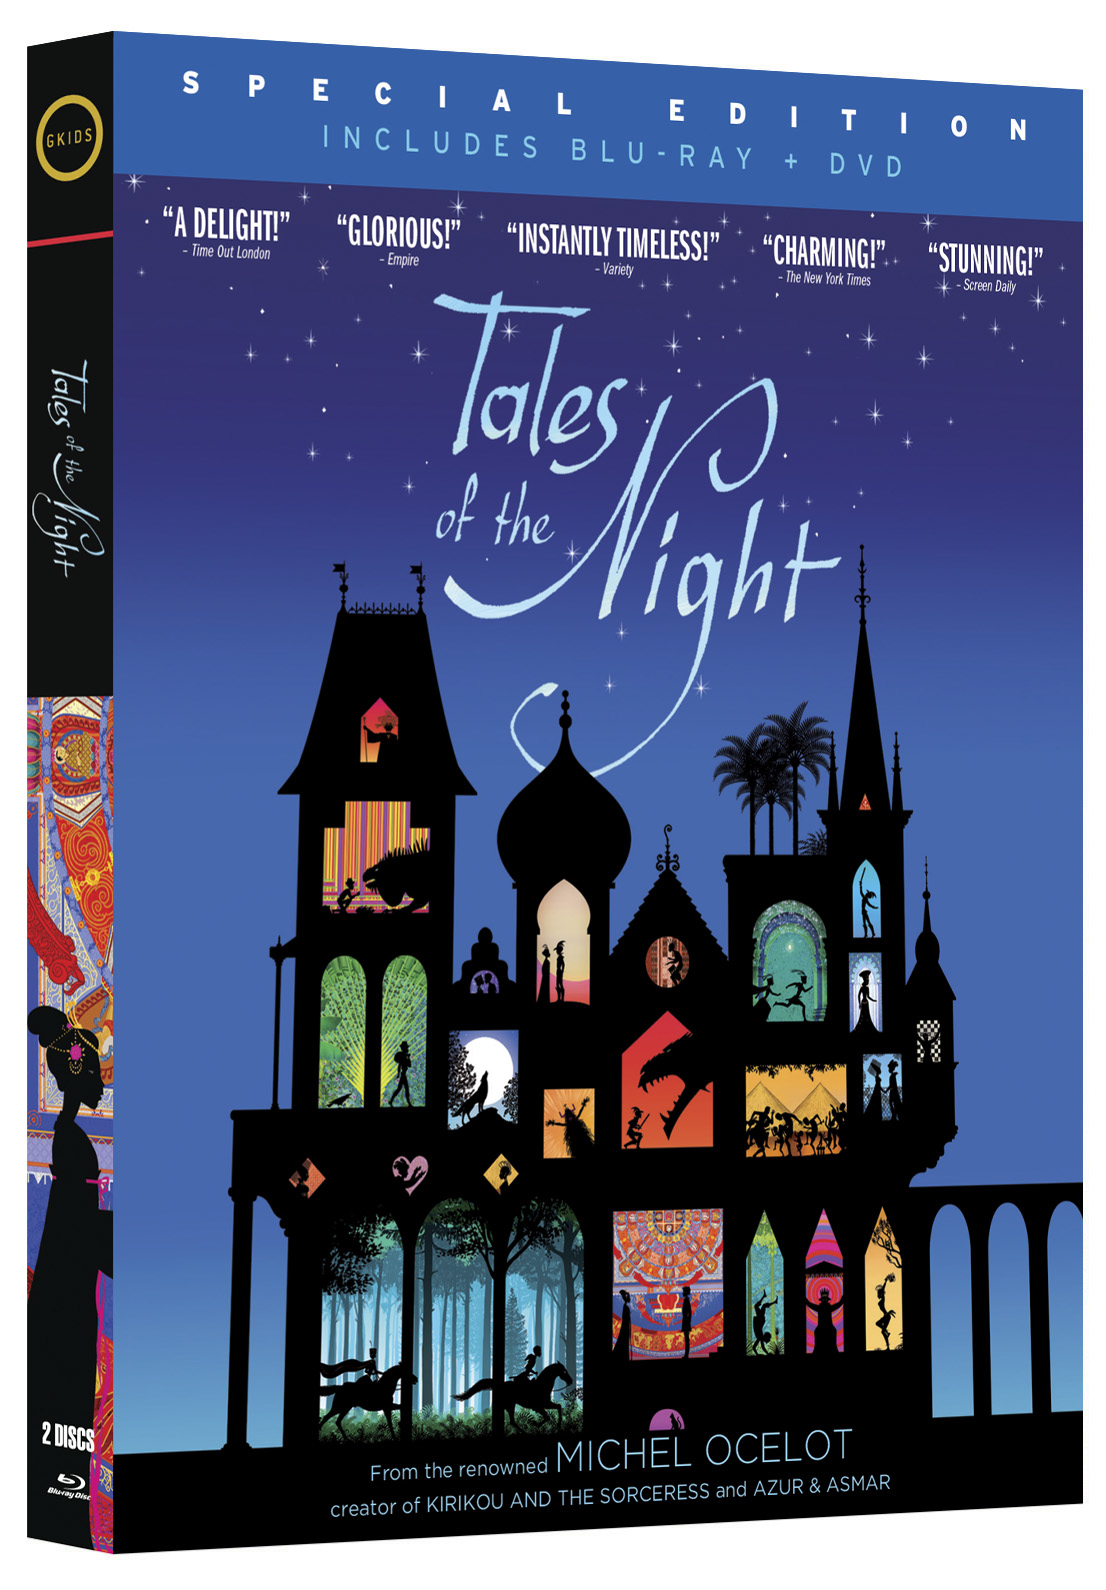 SPECIAL EDITION
INCLUDES BLU-RAY + DVD
"A DELIGHT!"
– Time Out London
"GLORIOUS!"
– Empire
"INSTANTLY TIMELESS!"
– Variety
"CHARMING!"
– The New York Times
"STUNNING!"
– Screen Daily
Tales
of the Night
From the renowned MICHEL OCELOT
creator of KIRIKOU AND THE SORCERESS and AZUR & ASMAR
GKIDS
Tales of the Night
2 DISCS
Blu-ray Disc